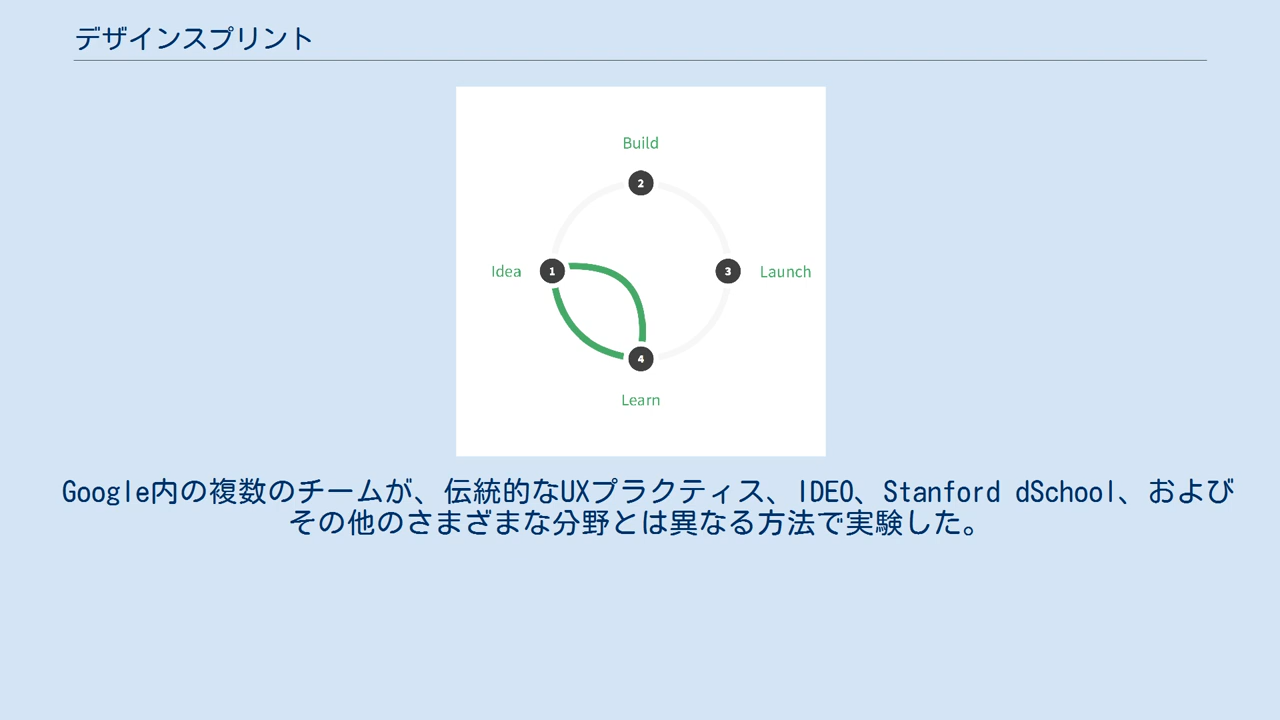 デザインスプリント
Build
2
Idea
1
3
Launch
4
Learn
Google内の複数のチームが、伝統的なUXプラクティス、IDEO、Stanford dSchool、および
その他のさまざまな分野とは異なる方法で実験した。